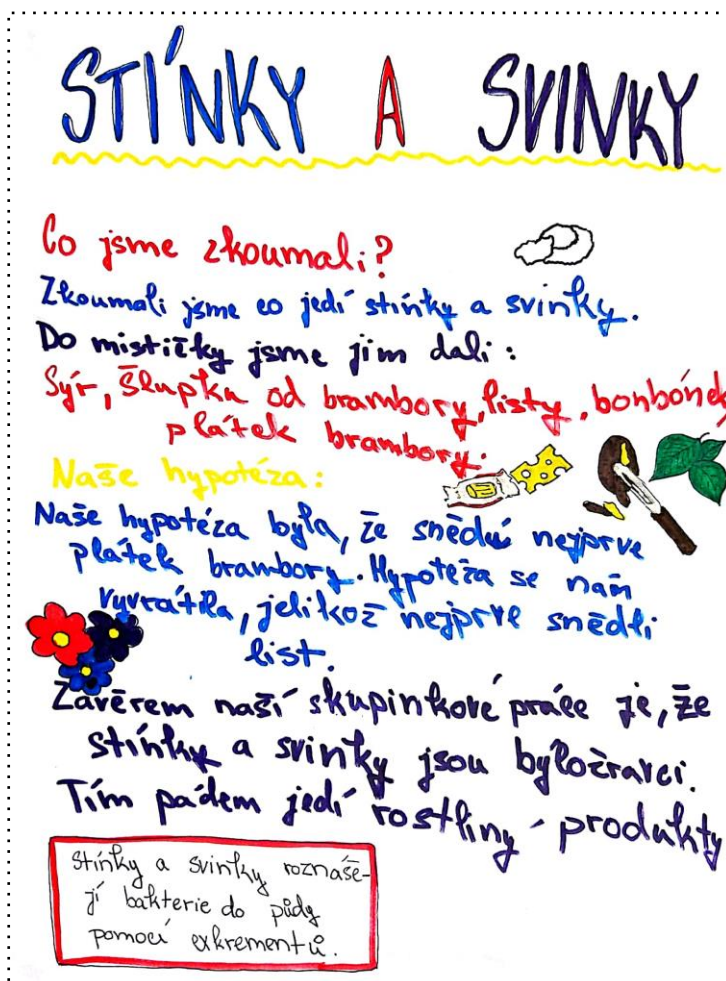 STÍNKY A SVINKY
Co jsme zkoumali?
Zkoumali jsme co jedí stínky a svinky.
Do mističky jsme jim dali:
Sýr, šlupka od brambory, listy, bonbónek,
plátek brambory.
Naše hypotéza:
Naše hypotéza byla, že snědí nejprve
plátek brambory. Hypotéza se nám
vyvrátila, jelikož nejprve snědli
list.
Závěrem naší skupinkové práce je, že
stínky a svinky jsou býložravci.
Tím pádem jedí rostliny - produkty
Stínky a svinky roznáše-
jí bakterie do půdy
pomocí exkrementů.